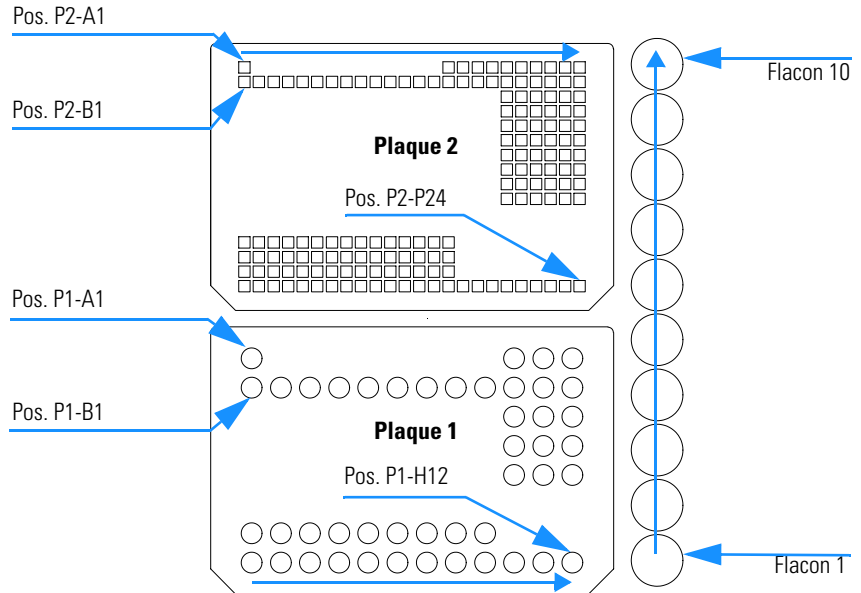 Pos. P2-A1
Flacon 10
Pos. P2-B1
Plaque 2
Pos. P2-P24
Pos. P1-A1
Pos. P1-B1
Plaque 1
Pos. P1-H12
Flacon 1